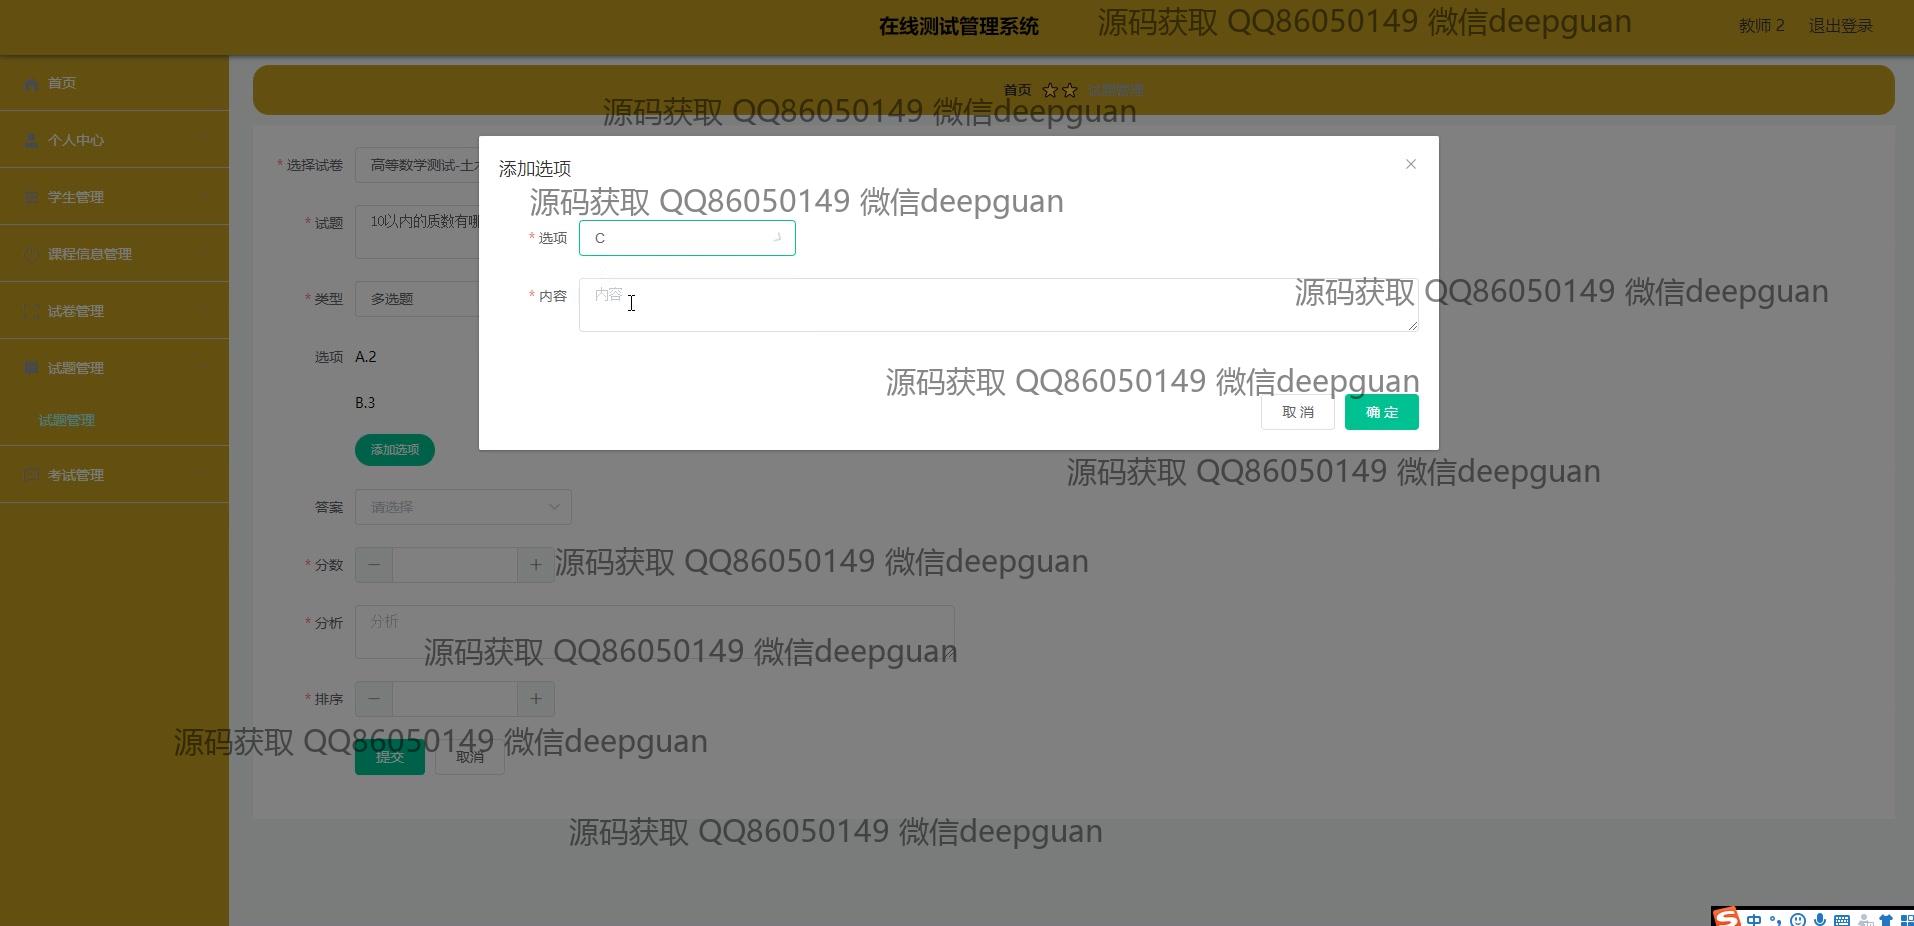 在线测试管理系统
源码获取 QQ86050149 微信deepguan
教师 2
退出登录
首页
首页
试题管理
源码获取 QQ86050149 微信deepguan
个人中心
学生管理
课程信息管理
试卷管理
试题管理
试题管理
考试管理
* 选择试卷
高等数学测试-土木
* 试题
10以内的质数有哪
* 类型
多选题
选项
A.2
B.3
添加选项
添加选项
源码获取 QQ86050149 微信deepguan
* 选项
C
* 内容
内容
源码获取 QQ86050149 微信deepguan
源码获取 QQ86050149 微信deepguan
取消
确定
源码获取 QQ86050149 微信deepguan
答案
请选择
* 分数
源码获取 QQ86050149 微信deepguan
* 分析
分析
源码获取 QQ86050149 微信deepguan
* 排序
源码获取 QQ86050149 微信deepguan
提交
取消
源码获取 QQ86050149 微信deepguan
中